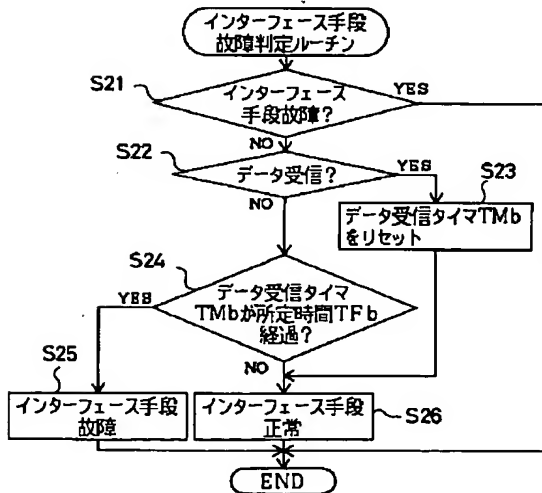 インターフェース手段
故障判定ルーチン
S21
インターフェース
手段故障?
YES
NO
S22
データ受信?
YES
NO
S23
データ受信タイマTMb
をリセット
S24
データ受信タイマ
TMbが所定時間TFb
経過?
YES
NO
S25
インターフェース手段
故障
インターフェース手段
正常
S26
END